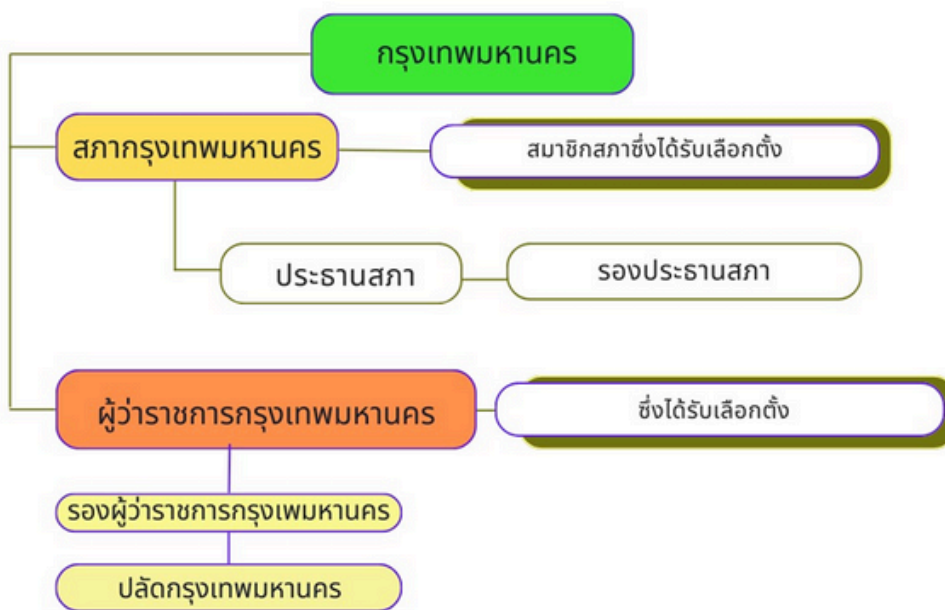 กรุงเทพมหานคร
สภากรุงเทพมหานคร
สมาชิกสภาซึ่งได้รับเลือกตั้ง
ประธานสภา
รองประธานสภา
ผู้ว่าราชการกรุงเทพมหานคร
ซึ่งได้รับเลือกตั้ง
รองผู้ว่าราชการกรุงเพมหานคร
ปลัดกรุงเทพมหานคร